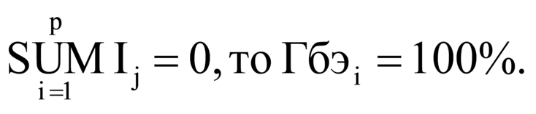 p
SUM I_j = 0, то Гбэ_i = 100%.
i=1